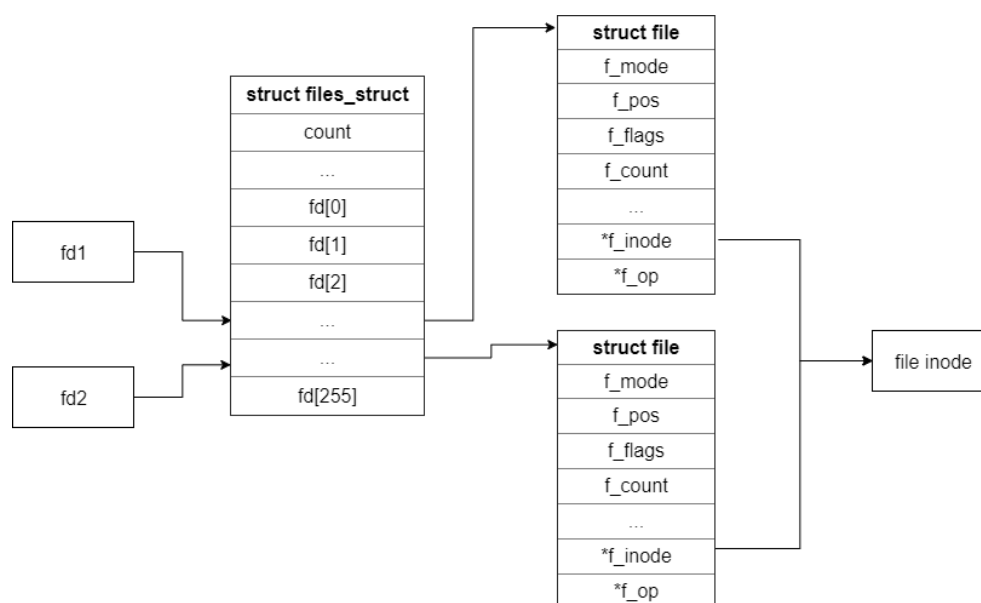 fd1
fd2
struct files_struct
count
...
fd[0]
fd[1]
fd[2]
...
...
fd[255]
struct file
f_mode
f_pos
f_flags
f_count
...
*f_inode
*f_op
struct file
f_mode
f_pos
f_flags
f_count
...
*f_inode
*f_op
file inode